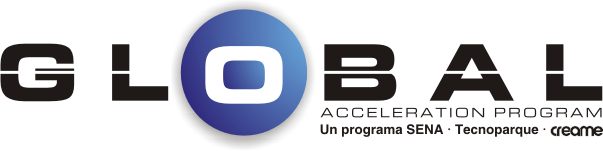 GLOBAL
ACCELERATION PROGRAM
Un programa SENA · Tecnoparque · creame